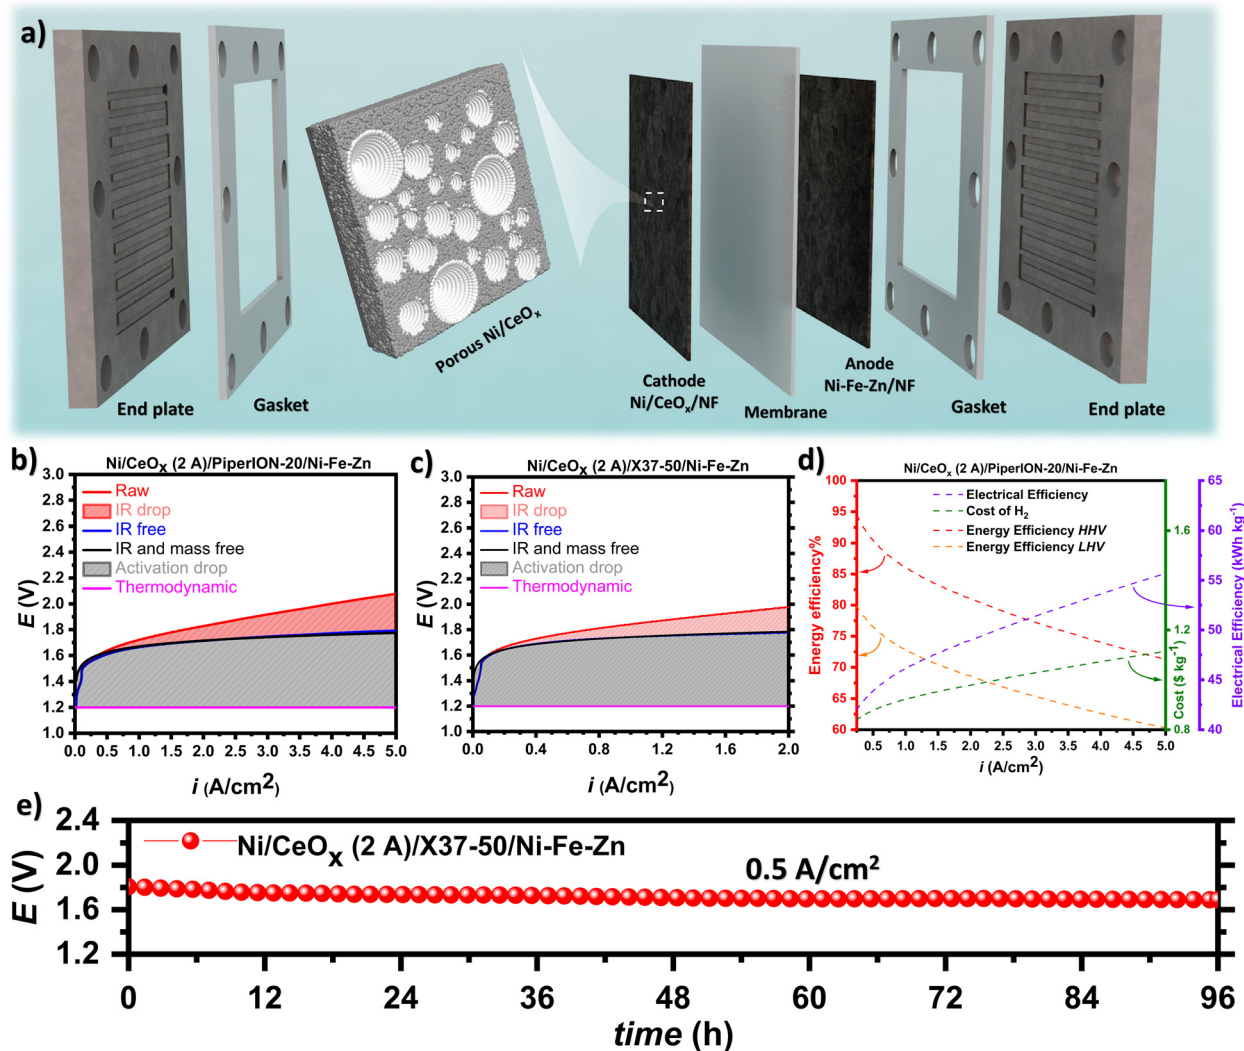 a)
End plate
Gasket
Porous Ni/CeOx
Cathode
Ni/CeOx/NF
Membrane
Anode
Ni-Fe-Zn/NF
Gasket
End plate
b)
Ni/CeOx (2 A)/PiperION-20/Ni-Fe-Zn
Raw
IR drop
IR free
IR and mass free
Activation drop
Thermodynamic
E (V)
3.0
2.8
2.6
2.4
2.2
2.0
1.8
1.6
1.4
1.2
1.0
0.0 0.5 1.0 1.5 2.0 2.5 3.0 3.5 4.0 4.5 5.0
i (A/cm2)
c)
Ni/CeOx (2 A)/X37-50/Ni-Fe-Zn
Raw
IR drop
IR free
IR and mass free
Activation drop
Thermodynamic
E (V)
3.0
2.8
2.6
2.4
2.2
2.0
1.8
1.6
1.4
1.2
1.0
0.0 0.4 0.8 1.2 1.6 2.0
i (A/cm2)
d)
Ni/CeOx (2 A)/PiperION-20/Ni-Fe-Zn
Electrical Efficiency
Cost of H2
Energy Efficiency HHV
Energy Efficiency LHV
Energy efficiency%
100
95
90
85
80
75
70
65
60
0.5 1.0 1.5 2.0 2.5 3.0 3.5 4.0 4.5 5.0
i (A/cm2)
1.6
1.2
0.8
Cost ($ kg-1)
65
60
55
50
45
40
Electrical Efficiency (kWh kg-1)
e)
Ni/CeOx (2 A)/X37-50/Ni-Fe-Zn
0.5 A/cm2
E (V)
2.4
2.0
1.6
1.2
0 12 24 36 48 60 72 84 96
time (h)